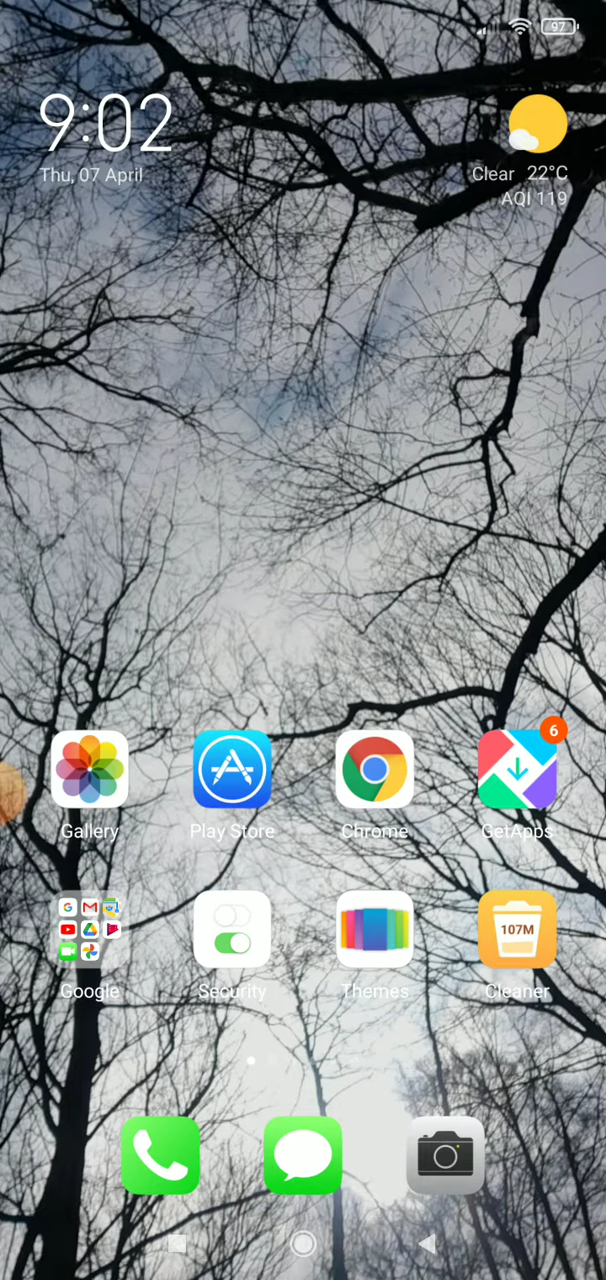 97
9:02
Thu, 07 April
Clear 22°C
AQI 119
6
Gallery
Play Store
Chrome
GetApps
107M
Google
Security
Themes
Cleaner